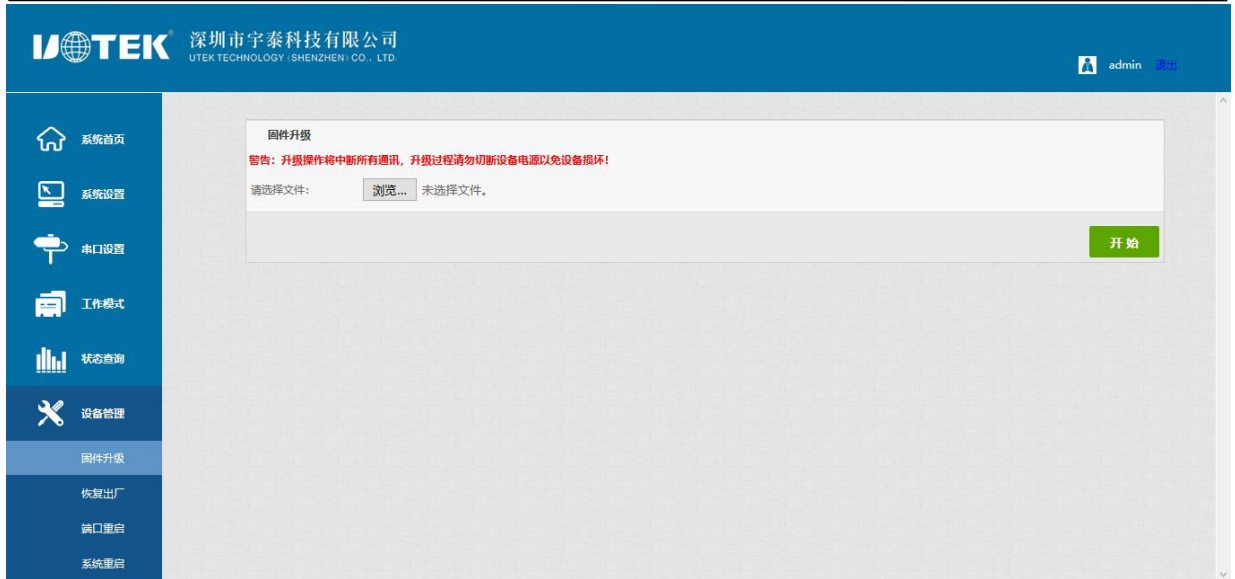 UTEK® 深圳市宇泰科技有限公司
UTEK TECHNOLOGY (SHENZHEN) CO., LTD.
admin 退出
系统首页
系统设置
串口设置
工作模式
状态查询
设备管理
固件升级
恢复出厂
端口重启
系统重启
固件升级
警告：升级操作将中断所有通讯，升级过程请勿切断设备电源以免设备损坏！
请选择文件： 浏览... 未选择文件。
开 始